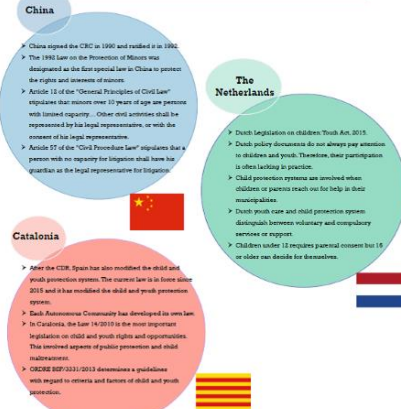 China
➢ China signed the CRC in 1990 and ratified it in 1992.
➢ The 1992 Law on the Protection of Minors was
designated as the first special law in China to protect
the rights and interests of minors.
➢ Article 12 of the "General Principles of Civil Law"
stipulates that minors over 10 years of age are persons
with limited capacity... Other civil activities shall be
represented by his legal representative, or with the
consent of his legal representative.
➢ Article 57 of the "Civil Procedure Law" stipulates that a
person with no capacity for litigation shall have his
guardian as the legal representative for litigation.
The
Netherlands
➢ Dutch Legislation on children: Youth Act, 2015.
➢ Dutch policy documents do not always pay attention
to children and youth. Therefore, their participation
is often lacking in practice.
➢ Child protection systems are involved when
children or parents reach out for help in their
municipalities.
➢ Dutch youth care and child protection system
distinguish between voluntary and compulsory
services or support.
➢ Children under 12 requires parental consent but 16
or older can decide for themselves.
Catalonia
➢ After the CDR, Spain has also modified the child and
youth protection system. The current law is in force since
2015 and it has modified the child and youth protection
system.
➢ Each Autonomous Community has developed its own law.
➢ In Catalonia, the law 14/2010 is the most important
legislation on child and youth rights and opportunities.
This involved aspects of public protection and child
maltreatment.
➢ ORDRE BSF/331/2013 determines a guidelines
with regard to criteria and factors of child and youth
protection.